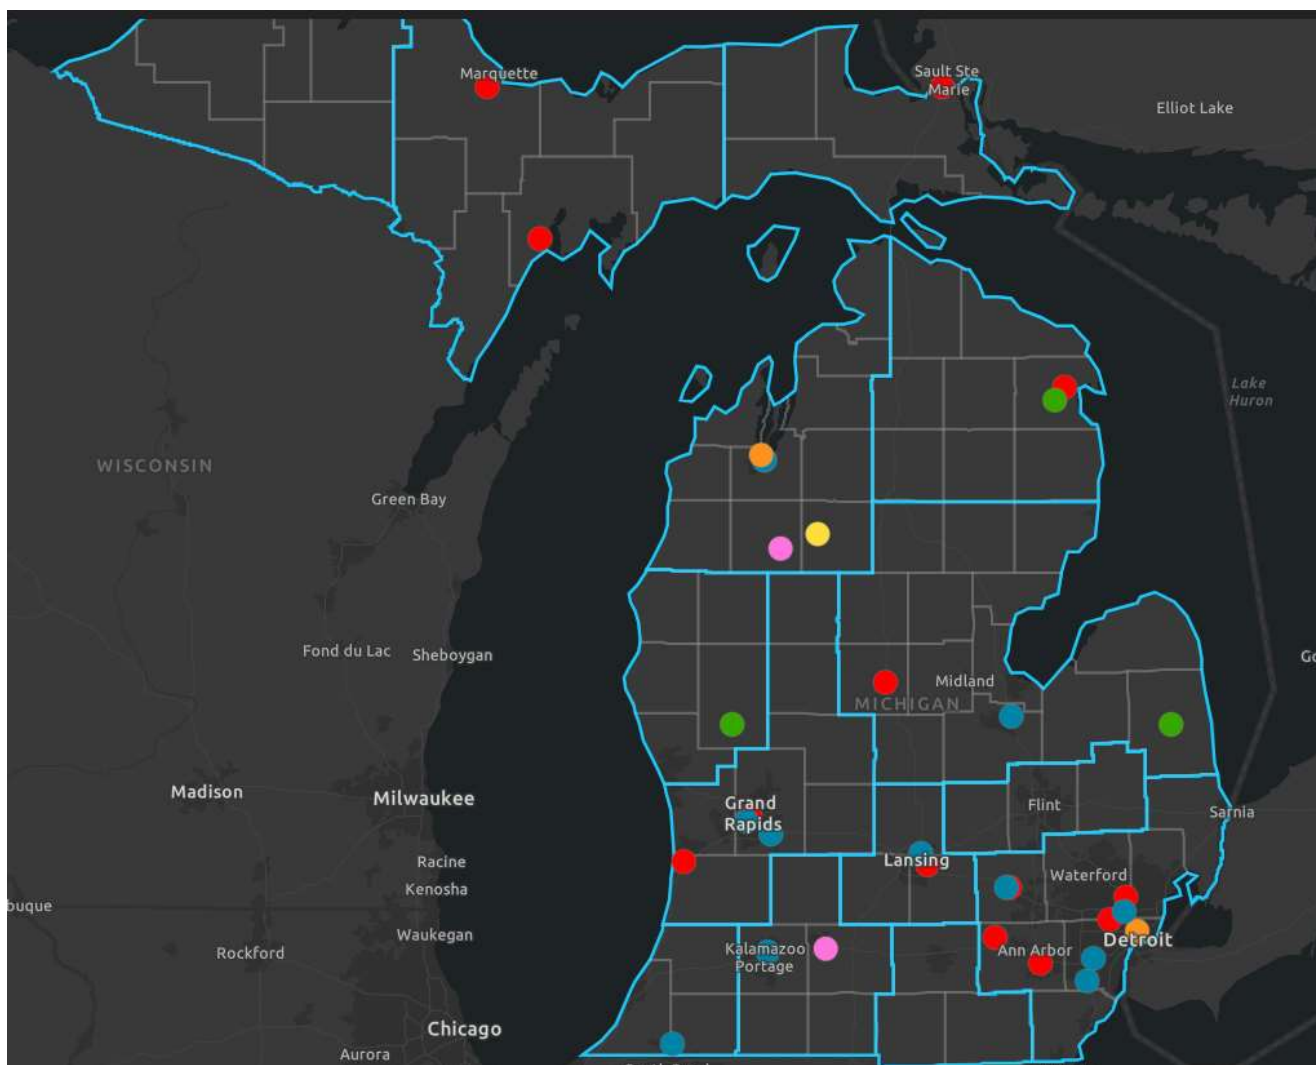 Marquette
Sault Ste
Marie
Elliot Lake
Lake
Huron
WISCONSIN
Green Bay
Fond du Lac
Sheboygan
Midland
MICHIGAN
Madison
Milwaukee
Grand
Rapids
Flint
Sarnia
Racine
Lansing
Waterford
Kenosha
buque
Waukegan
Rockford
Kalamazoo
Portage
Ann Arbor
Detroit
Chicago
Aurora